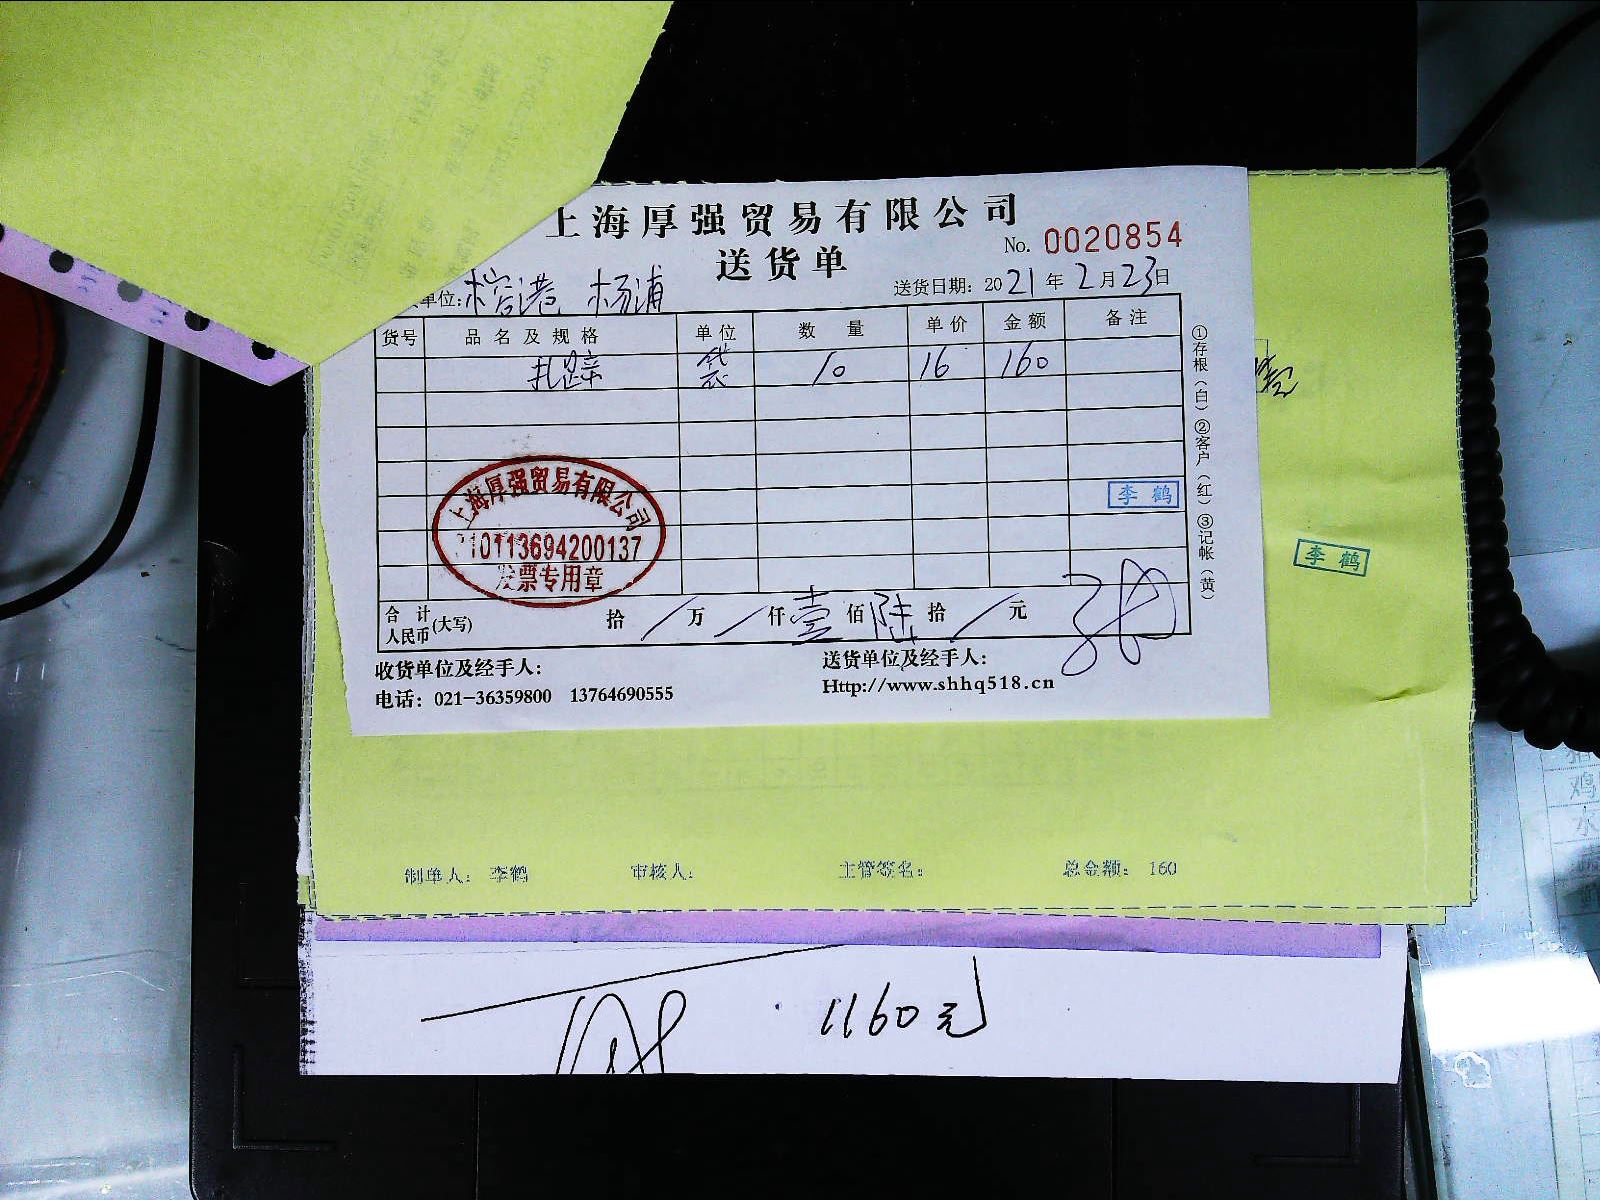 上海厚强贸易有限公司
No. 0020854
送货单
单位: 榕港 杨浦
送货日期: 2021年2月23日
货号 品名及规格 单位 数量 单价 金额 备注
扎蹄 袋 10 16 160
①存根(白)②客户(红)③记帐(黄)
李鹤
上海厚强贸易有限公司
10113694200137
发票专用章
李鹤
合计人民币(大写) 拾 / 万 / 仟 壹 佰 陆 拾 / 元
收货单位及经手人:
送货单位及经手人:
电话: 021-36359800 13764690555
Http://www.shhq518.cn
制单人: 李鹤 审核人: 主管签名: 总金额: 160
1160元
鸡
水